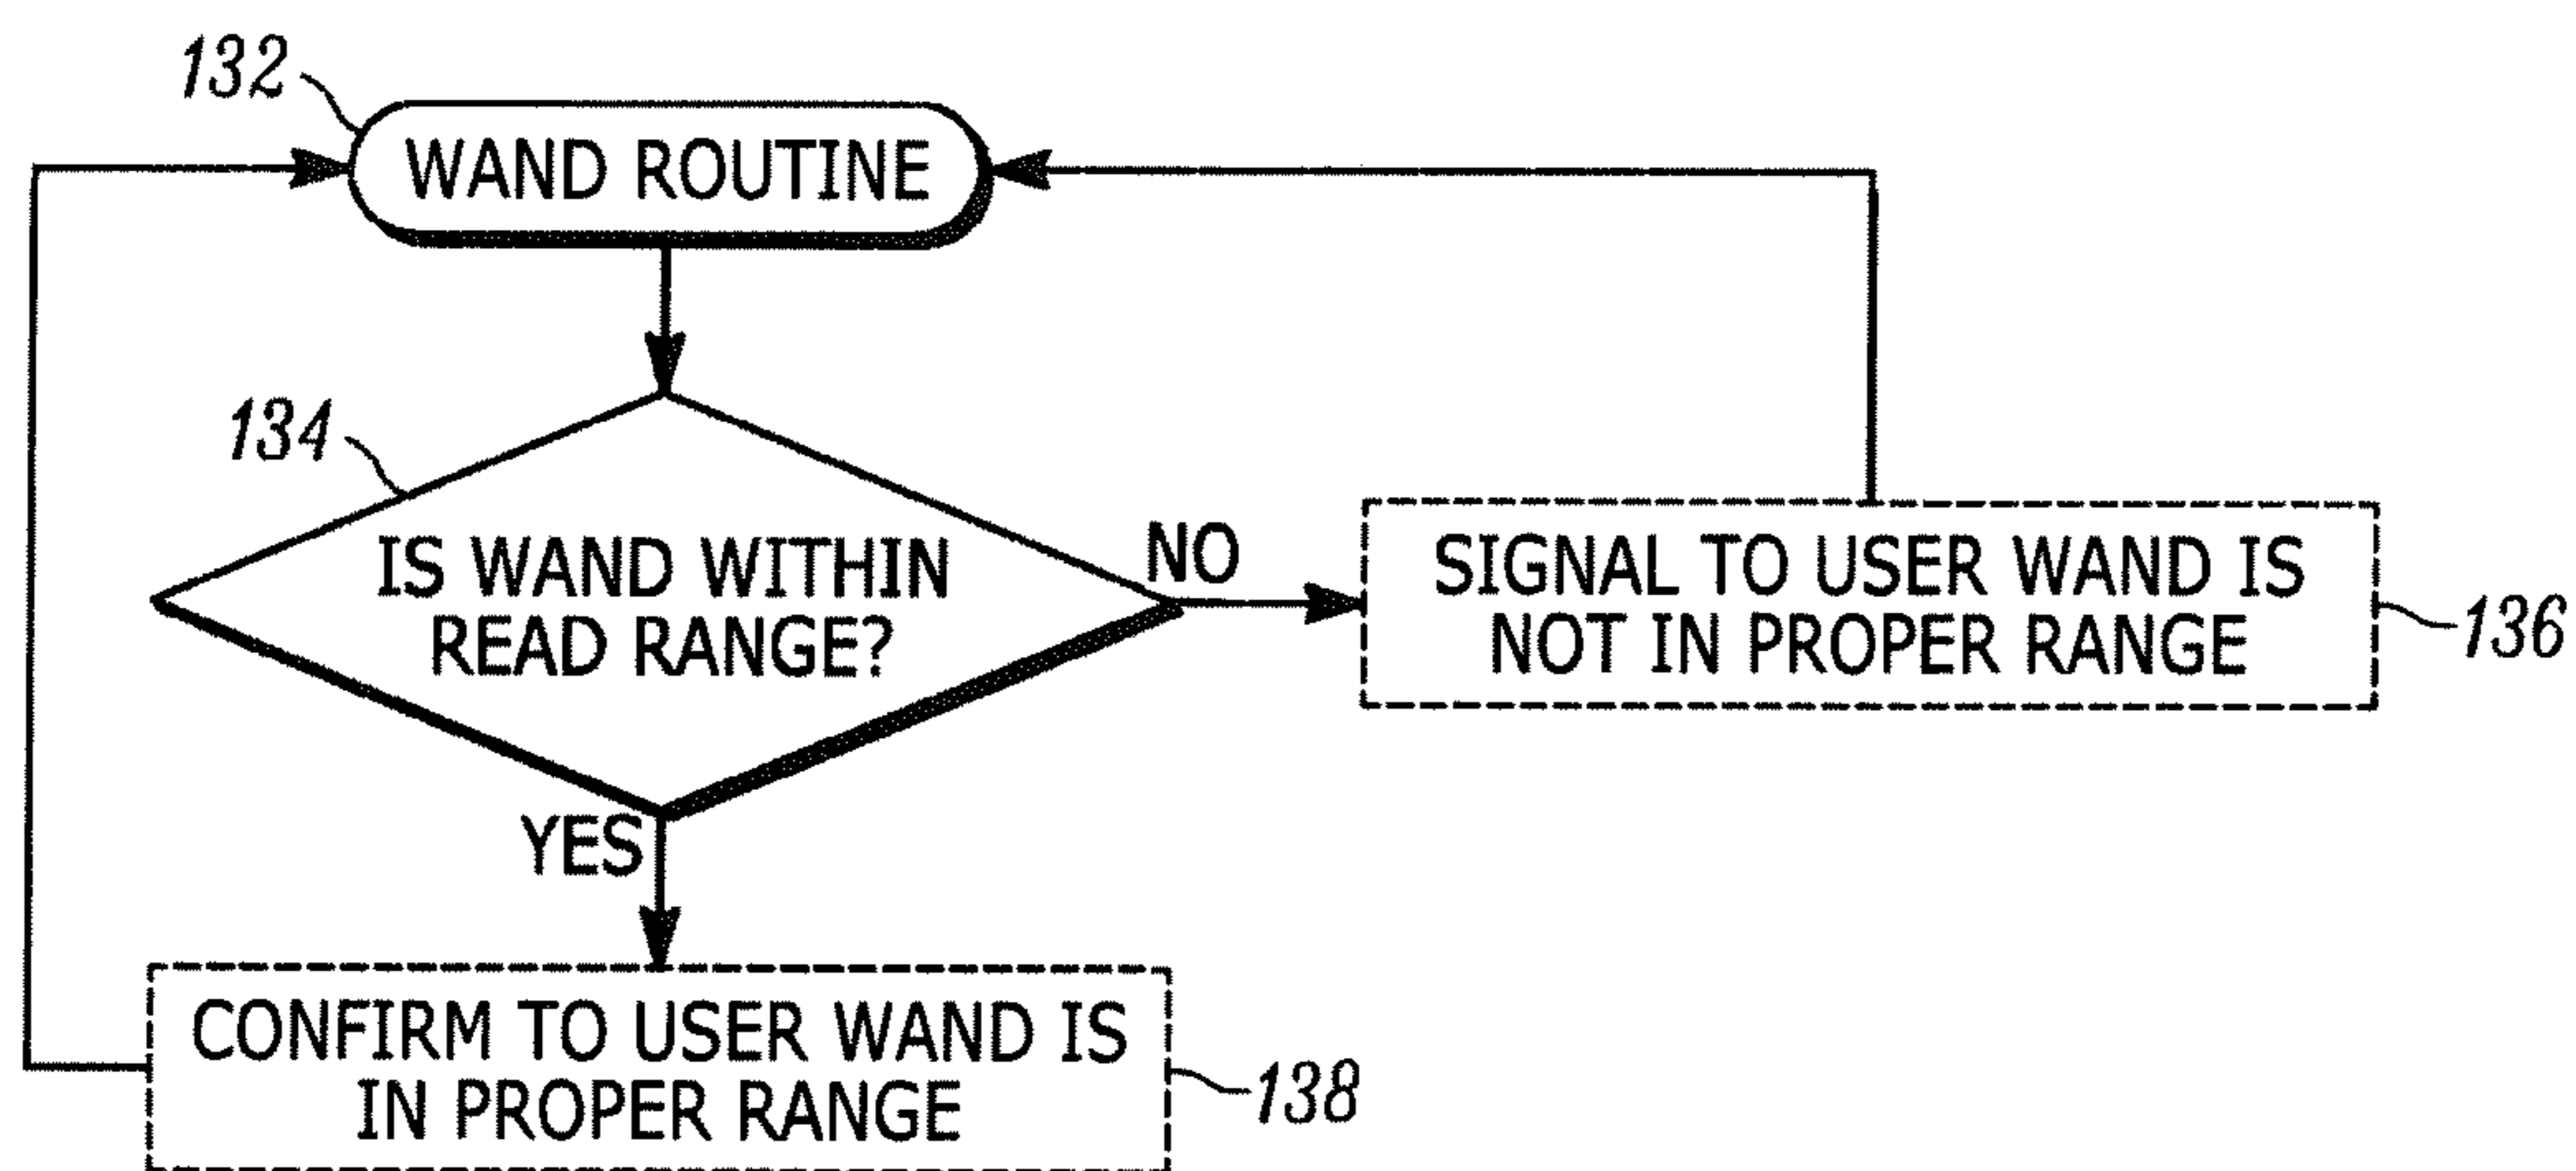 132
WAND ROUTINE
134
IS WAND WITHIN
READ RANGE?
NO
SIGNAL TO USER WAND IS
NOT IN PROPER RANGE
136
YES
CONFIRM TO USER WAND IS
IN PROPER RANGE
138